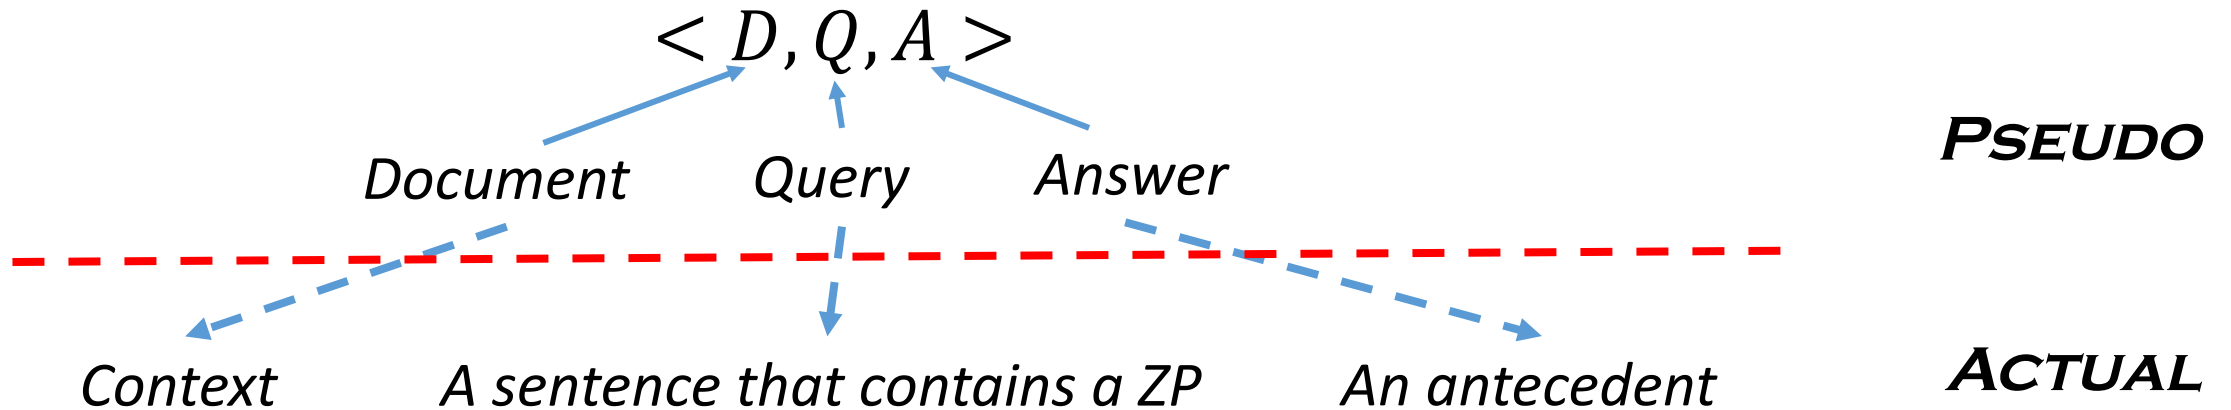 < D, Q, A >
PSEUDO
Document Query Answer
Context A sentence that contains a ZP An antecedent
ACTUAL